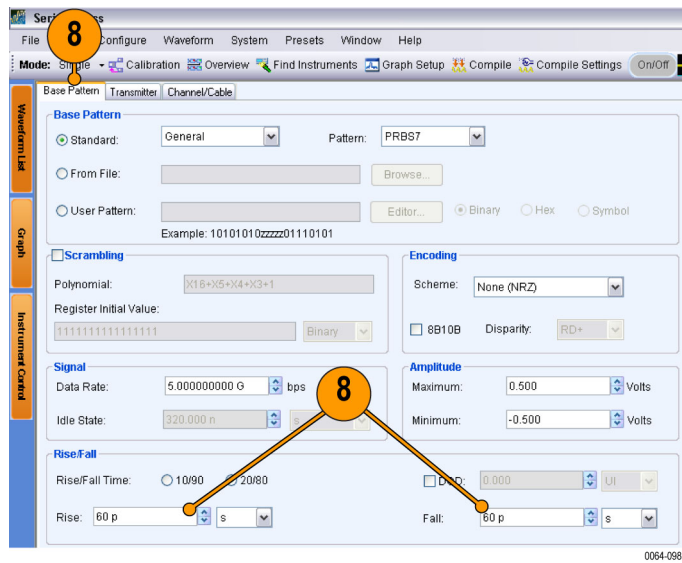 8
File Configure Waveform System Presets Window Help
Mode: Simple Calibration Overview Find Instruments Graph Setup Compile Compile Settings On/Off
Base Pattern Transmitter Channel/Cable
Waveform List
Graph
Instrument Control
Base Pattern
Standard: General Pattern: PRBS7
From File: Browse...
User Pattern: Editor... Binary Hex Symbol
Example: 10101010zzzzz01110101
Scrambling
Polynomial: X16+X5+X4+X3+1
Register Initial Value:
1111111111111111 Binary
Encoding
Scheme: None (NRZ)
8B10B Disparity: RD+
Signal
Data Rate: 5.000000000 G bps
Idle State: 320.000 n s
8
Amplitude
Maximum: 0.500 Volts
Minimum: -0.500 Volts
Rise/Fall
Rise/Fall Time: 10/90 20/80
DCD: 0.000 UI
Rise: 60 p s
Fall: 60 p s
0064-098